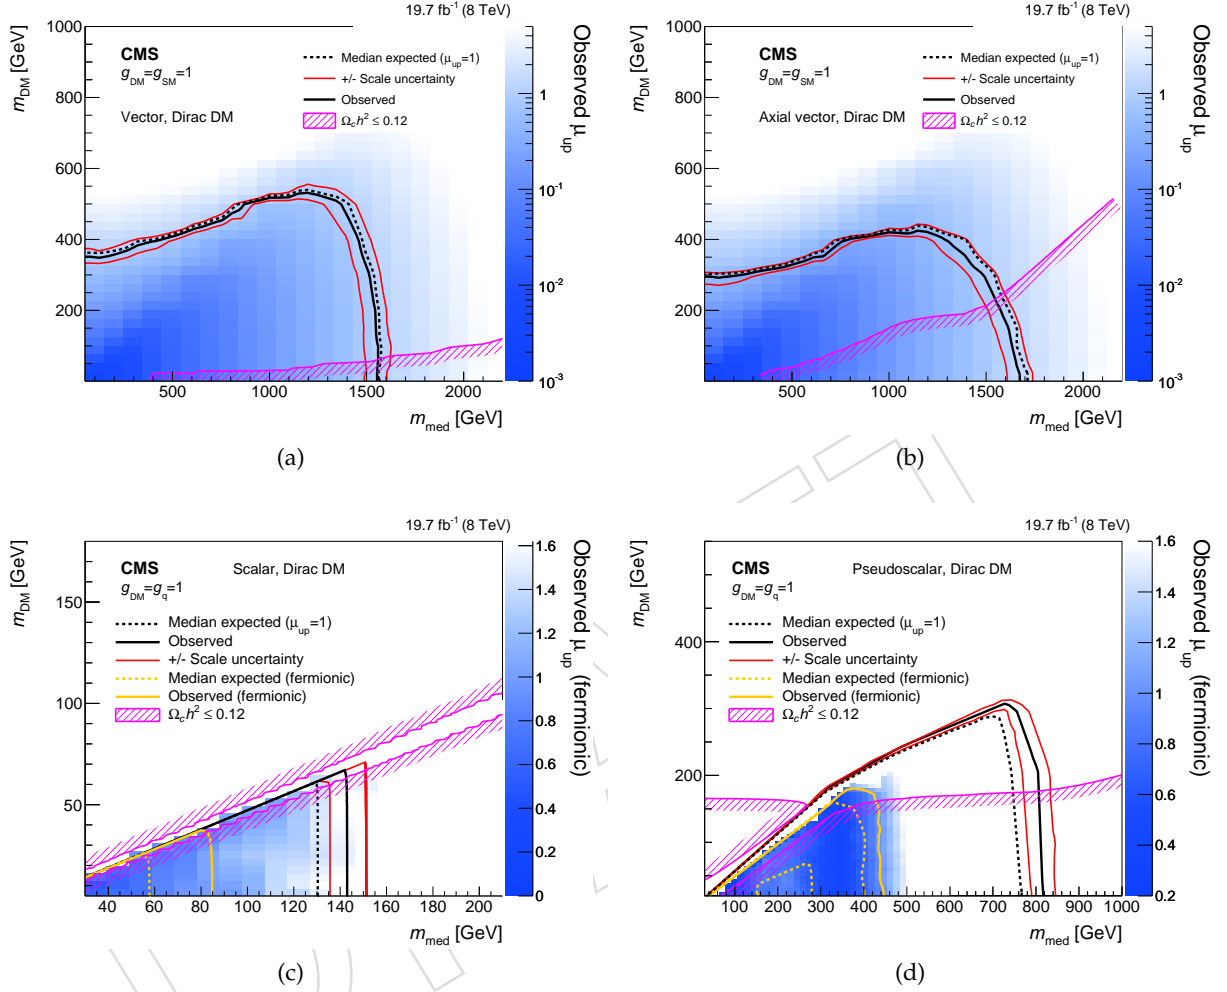 19.7 fb⁻¹ (8 TeV)
CMS
g_DM=g_SM=1
Vector, Dirac DM
Median expected (μ_up=1)
+/- Scale uncertainty
Observed
Ω_c h² ≤ 0.12
m_DM [GeV]
1000
800
600
400
200
500
1000
1500
2000
m_med [GeV]
1
10⁻¹
10⁻²
10⁻³
Observed μ_up
(a)
19.7 fb⁻¹ (8 TeV)
CMS
g_DM=g_SM=1
Axial vector, Dirac DM
Median expected (μ_up=1)
+/- Scale uncertainty
Observed
Ω_c h² ≤ 0.12
m_DM [GeV]
1000
800
600
400
200
500
1000
1500
2000
m_med [GeV]
1
10⁻¹
10⁻²
10⁻³
Observed μ_up
(b)
19.7 fb⁻¹ (8 TeV)
CMS
Scalar, Dirac DM
g_DM=g_q=1
Median expected (μ_up=1)
Observed
+/- Scale uncertainty
Median expected (fermionic)
Observed (fermionic)
Ω_c h² ≤ 0.12
m_DM [GeV]
150
100
50
40
60
80
100
120
140
160
180
200
m_med [GeV]
1.6
1.4
1.2
1
0.8
0.6
0.4
0.2
0
Observed μ_up (fermionic)
(c)
19.7 fb⁻¹ (8 TeV)
CMS
Pseudoscalar, Dirac DM
g_DM=g_q=1
Median expected (μ_up=1)
Observed
+/- Scale uncertainty
Median expected (fermionic)
Observed (fermionic)
Ω_c h² ≤ 0.12
m_DM [GeV]
400
200
100
200
300
400
500
600
700
800
900
1000
m_med [GeV]
1.6
1.4
1.2
1
0.8
0.6
0.4
0.2
Observed μ_up (fermionic)
(d)